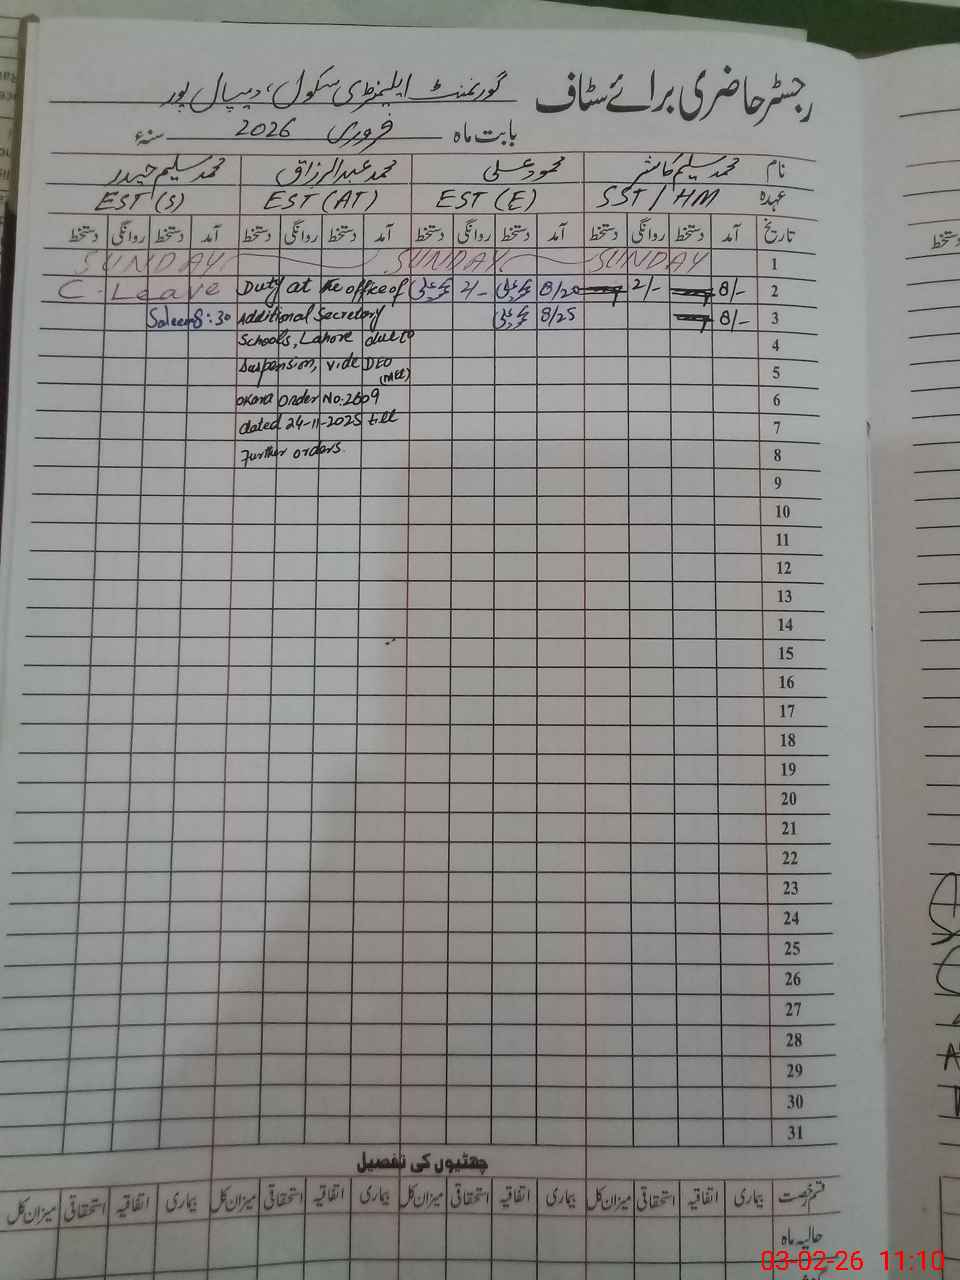 رجسٹر حاضری برائے سٹاف
گورنمنٹ ایلیمنٹری سکول، دیپال پور
بابت ماہ فروری 2026 سنہء
نام محمد سلیم کاشر محمود علی محمد عبدالرزاق محمد سلیم حیدر
عہدہ SST / HM EST (E) EST (AT) EST (S)
تاریخ آمد دستخط روانگی دستخط آمد دستخط روانگی دستخط آمد دستخط روانگی دستخط آمد دستخط روانگی دستخط
1 SUNDAY SUNDAY SUNDAY
2 8/- 2/- 8/20 2/- Duty at the office of C-Leave
3 8/- 8/25 Additional Secretary 8:30 Saleem
4 Schools, Lahore due to
5 Suspension, vide DEO
(MEE)
6 Okara order No: 2609
7 dated 24-11-2025 till
8 Further orders.
9
10
11
12
13
14
15
16
17
18
19
20
21
22
23
24
25
26
27
28
29
30
31
چھٹیوں کی تفصیل
قسم رخصت بیماری اتفاقیہ استحقاقی میزان کل بیماری اتفاقیہ استحقاقی میزان کل بیماری اتفاقیہ استحقاقی میزان کل بیماری اتفاقیہ استحقاقی میزان کل
حالیہ ماہ
03-02-26 11:10